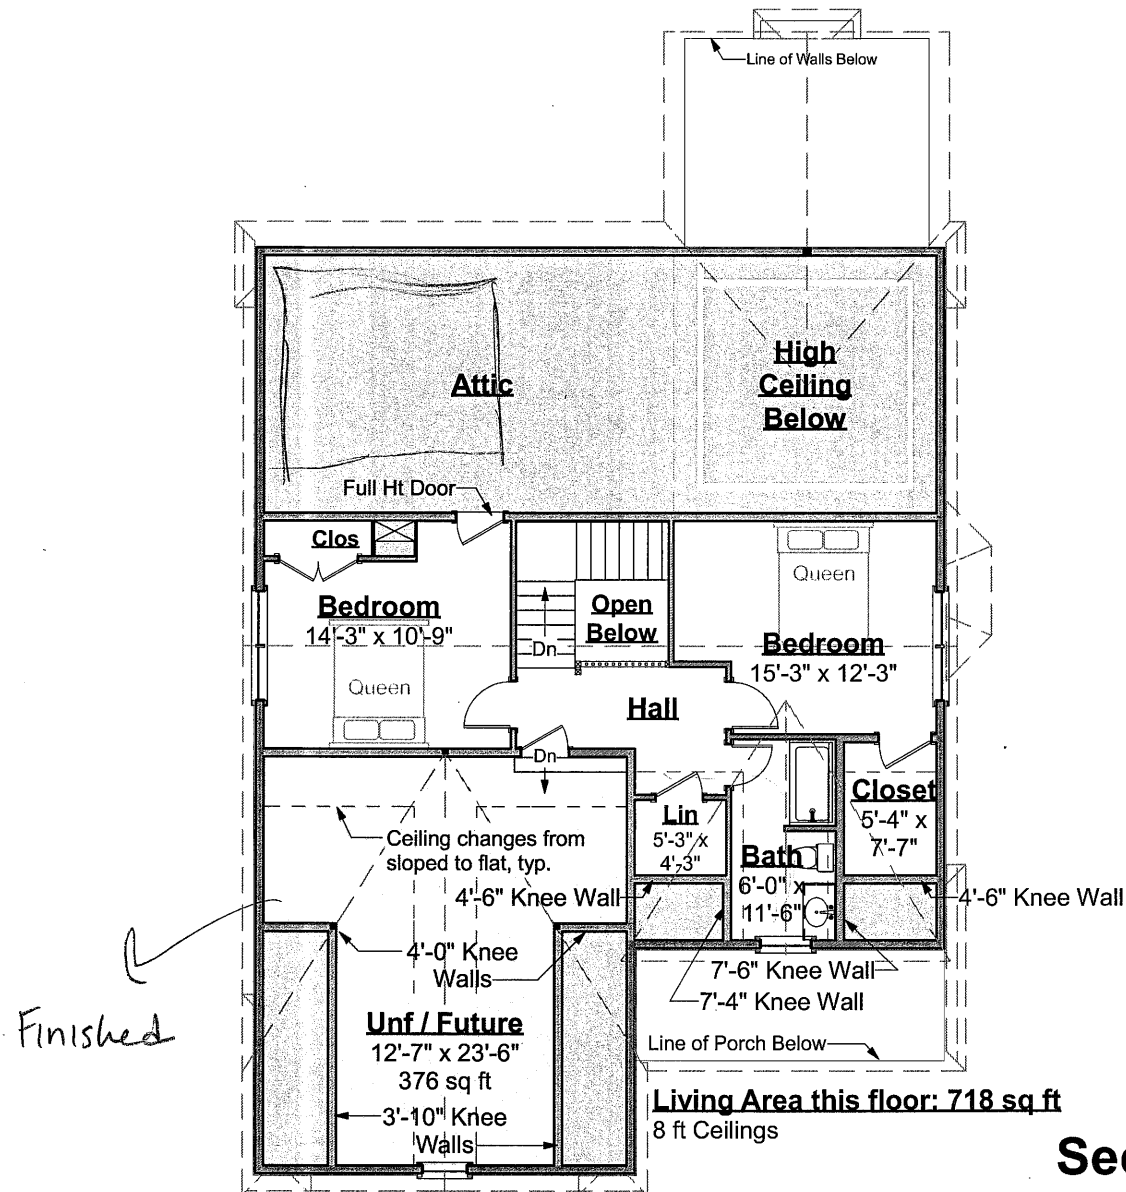 Line of Walls Below
High
Ceiling
Below
Attic
Full Ht Door
Clos
Queen
Bedroom
14'-3" x 10'-9"
Open
Below
Dn
Bedroom
15'-3" x 12'-3"
Queen
Hall
Dn
Closet
5'-4" x
7'-7"
Lin
5'-3" x
4'-3"
Ceiling changes from
sloped to flat, typ.
Bath
6'-0" x
11'-6"
4'-6" Knee Wall
4'-6" Knee Wall
4'-0" Knee
Walls
7'-6" Knee Wall
7'-4" Knee Wall
Finished
Unf / Future
12'-7" x 23'-6"
376 sq ft
Line of Porch Below
3'-10" Knee
Walls
Living Area this floor: 718 sq ft
8 ft Ceilings